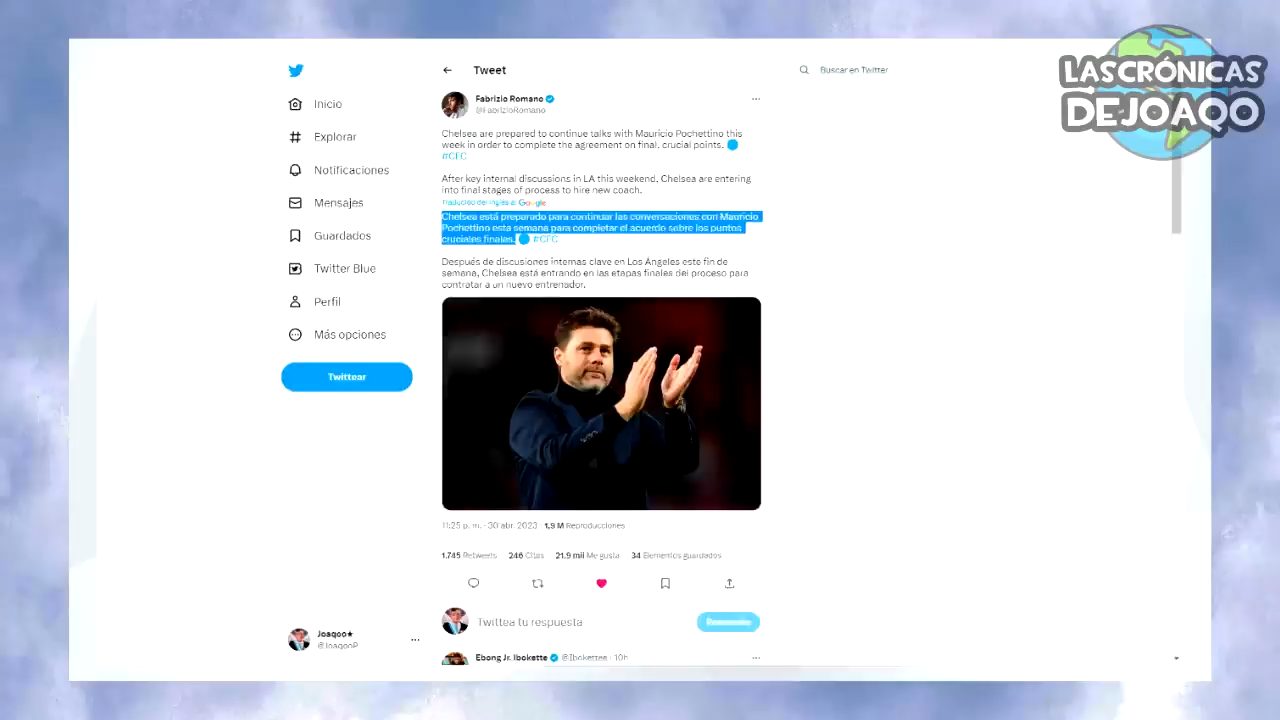 LAS CRÓNICAS
DE JOAQO
Tweet
Buscar en Twitter
Inicio
Explorar
Notificaciones
Mensajes
Guardados
Twitter Blue
Perfil
Más opciones
Twittear
Fabrizio Romano
@FabrizioRomano
Chelsea are prepared to continue talks with Mauricio Pochettino this
week in order to complete the agreement on final, crucial points.
#CFC
After key internal discussions in LA this weekend, Chelsea are entering
into final stages of process to hire new coach.
Traducido del inglés al Google
Chelsea está preparado para continuar las conversaciones con Mauricio
Pochettino esta semana para completar el acuerdo sobre los puntos
cruciales finales. #CFC
Después de discusiones internas clave en Los Ángeles este fin de
semana, Chelsea está entrando en las etapas finales del proceso para
contratar a un nuevo entrenador.
11:25 p. m. · 30 abr. 2023 1,9 M Reproducciones
1.745 Retweets 246 Citas 21,9 mil Me gusta 34 Elementos guardados
Twittea tu respuesta
Responder
Joaqoo★
@JoaqooP
Ebong Jr. Ibokette @Ibokettea · 10h